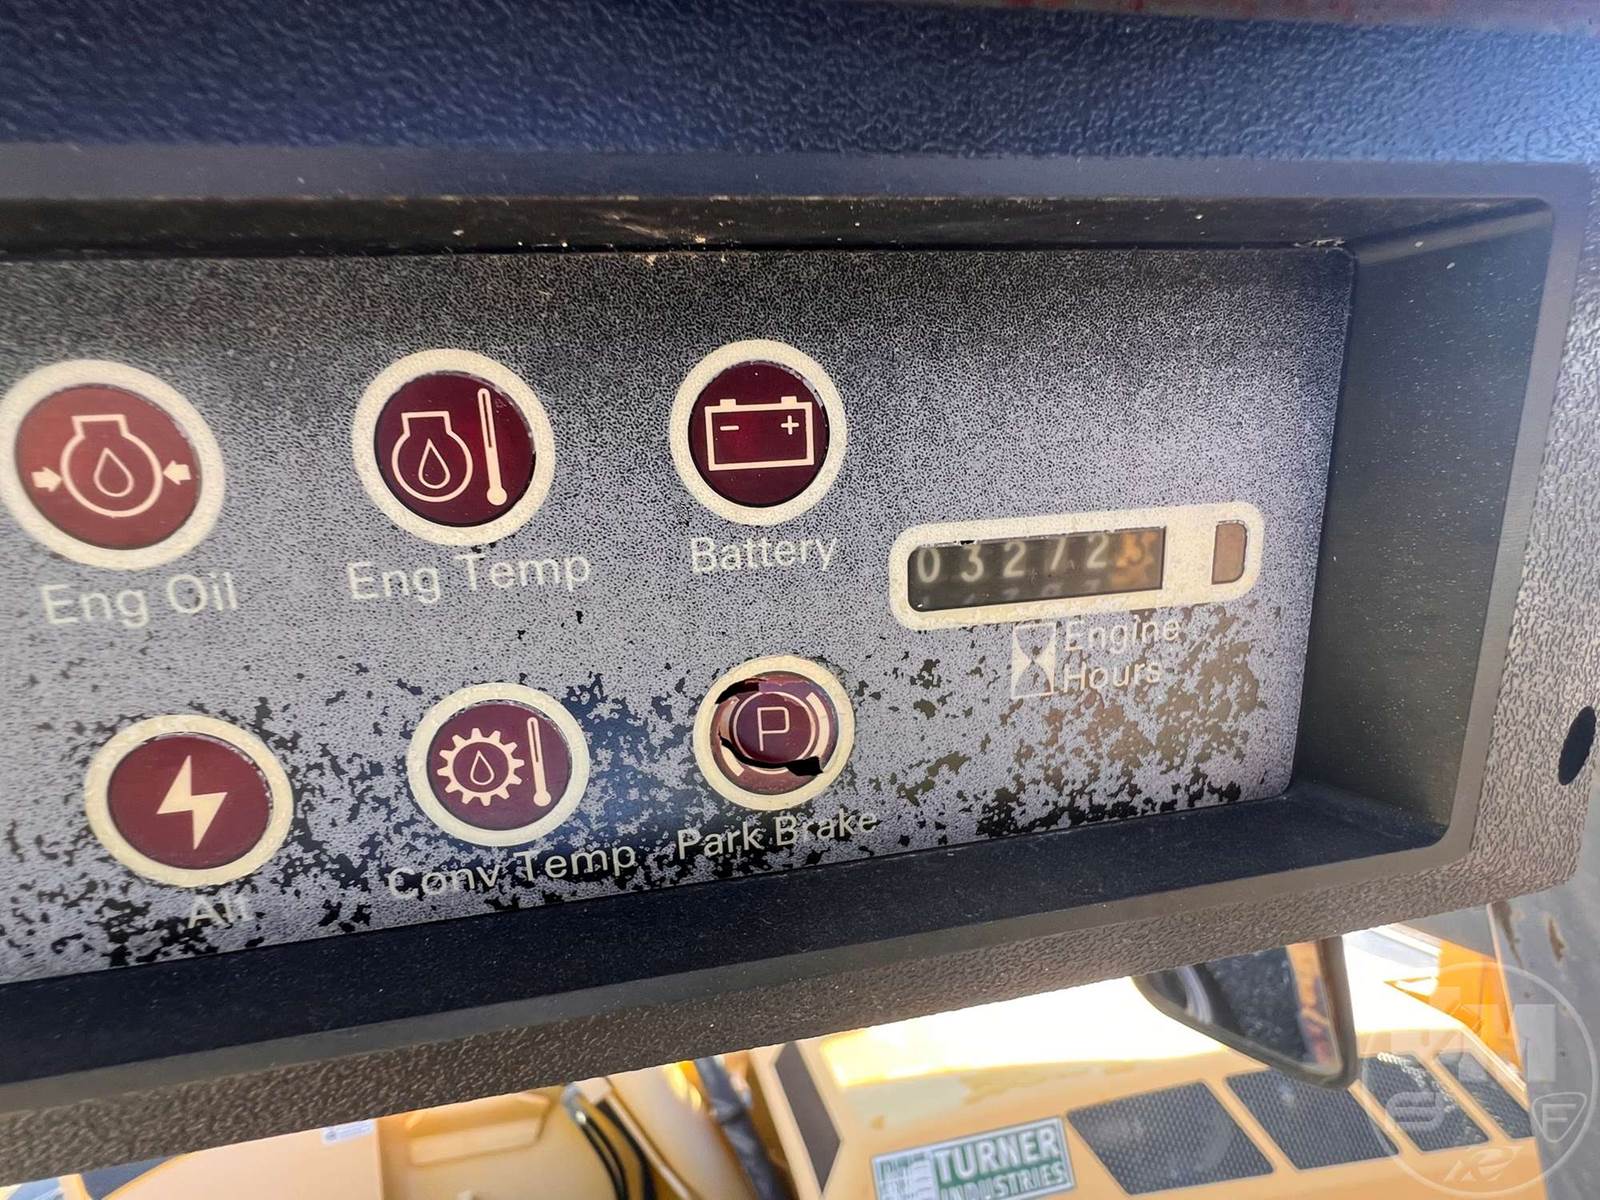 Eng Oil
Eng Temp
Battery
03272
Engine
Hours
Alt
Conv Temp
P
Park Brake
TURNER
INDUSTRIES